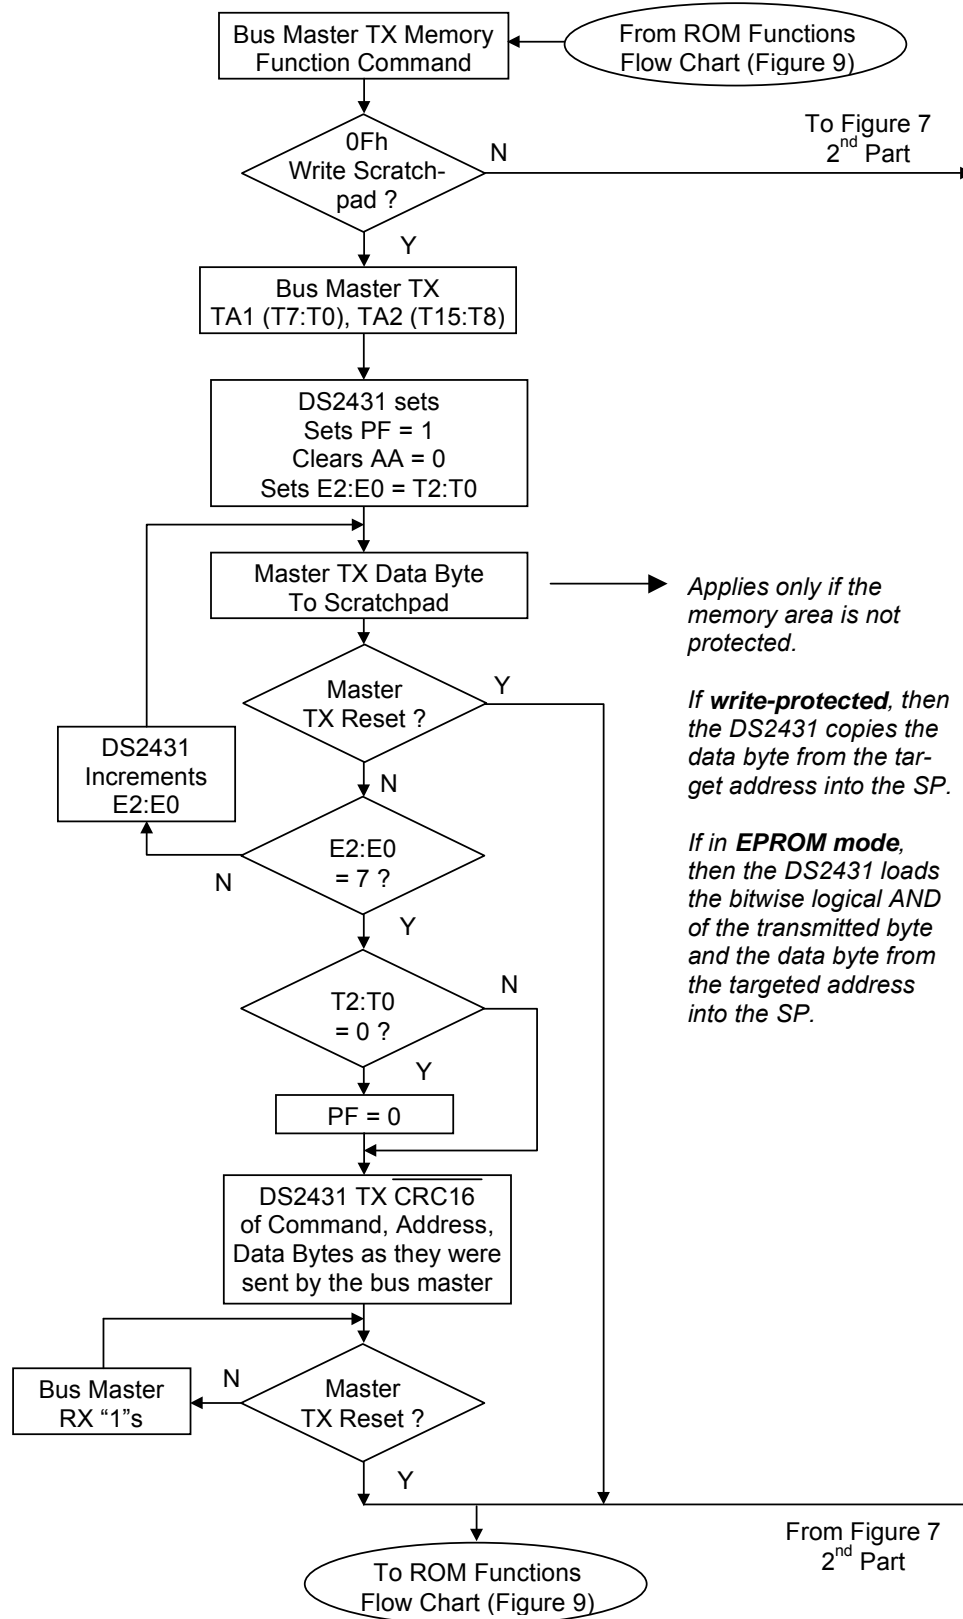 Bus Master TX Memory
Function Command
From ROM Functions
Flow Chart (Figure 9)
To Figure 7
2nd Part
0Fh
Write Scratch-
pad ?
N
Y
Bus Master TX
TA1 (T7:T0), TA2 (T15:T8)
DS2431 sets
Sets PF = 1
Clears AA = 0
Sets E2:E0 = T2:T0
Master TX Data Byte
To Scratchpad
Applies only if the
memory area is not
protected.
If write-protected, then
the DS2431 copies the
data byte from the tar-
get address into the SP.
If in EPROM mode,
then the DS2431 loads
the bitwise logical AND
of the transmitted byte
and the data byte from
the targeted address
into the SP.
Master
TX Reset ?
Y
N
DS2431
Increments
E2:E0
E2:E0
= 7 ?
N
Y
T2:T0
= 0 ?
N
Y
PF = 0
DS2431 TX CRC16
of Command, Address,
Data Bytes as they were
sent by the bus master
Master
TX Reset ?
N
Bus Master
RX “1”s
Y
From Figure 7
2nd Part
To ROM Functions
Flow Chart (Figure 9)